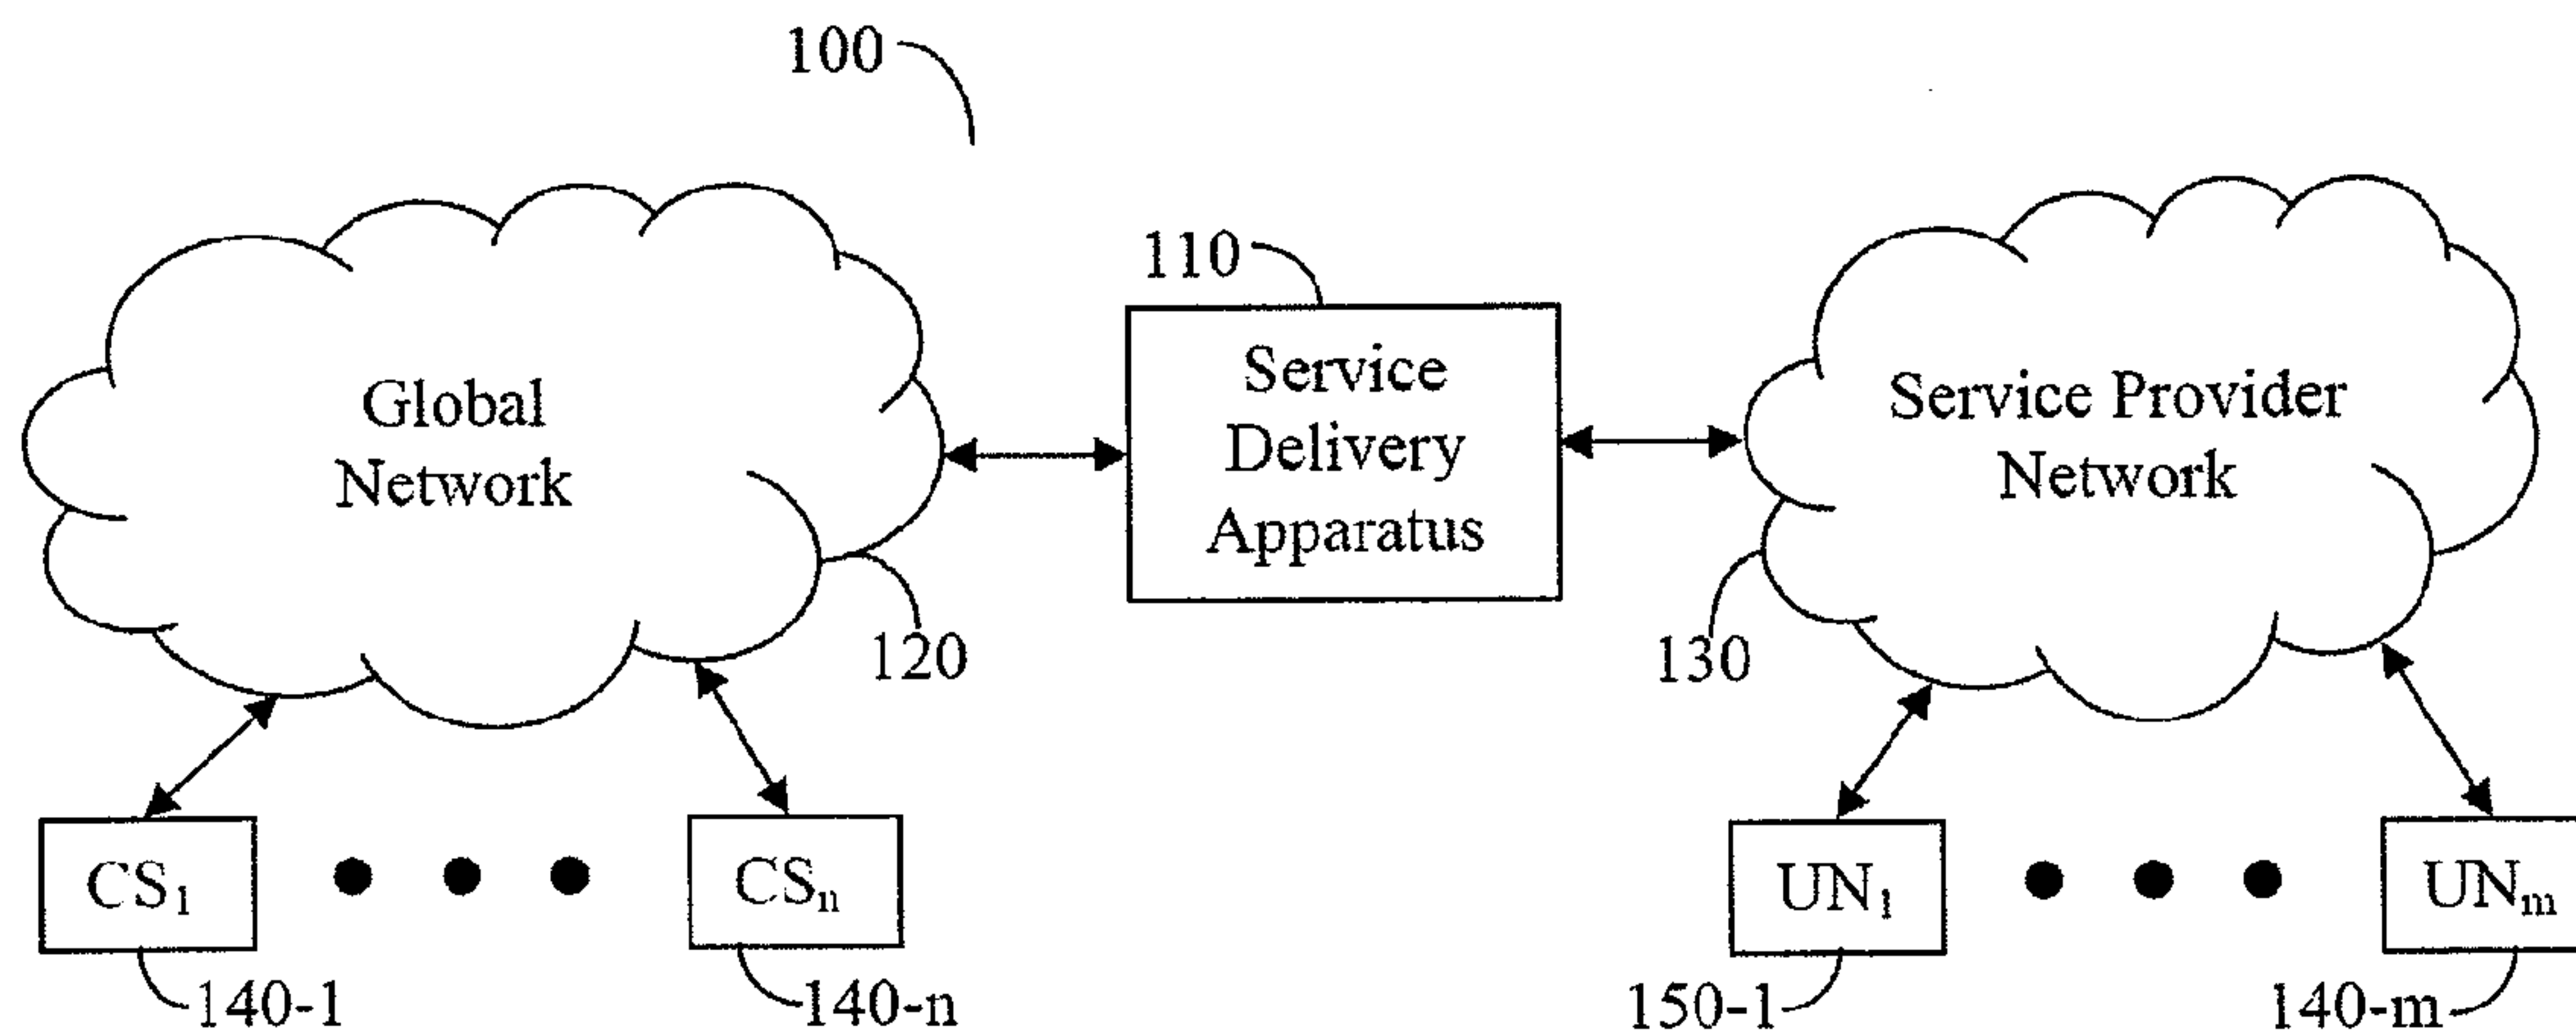 100
110
Global
Network
Service
Delivery
Apparatus
Service Provider
Network
120
130
CS₁
CSₙ
UN₁
UNₘ
140-1
140-n
150-1
140-m